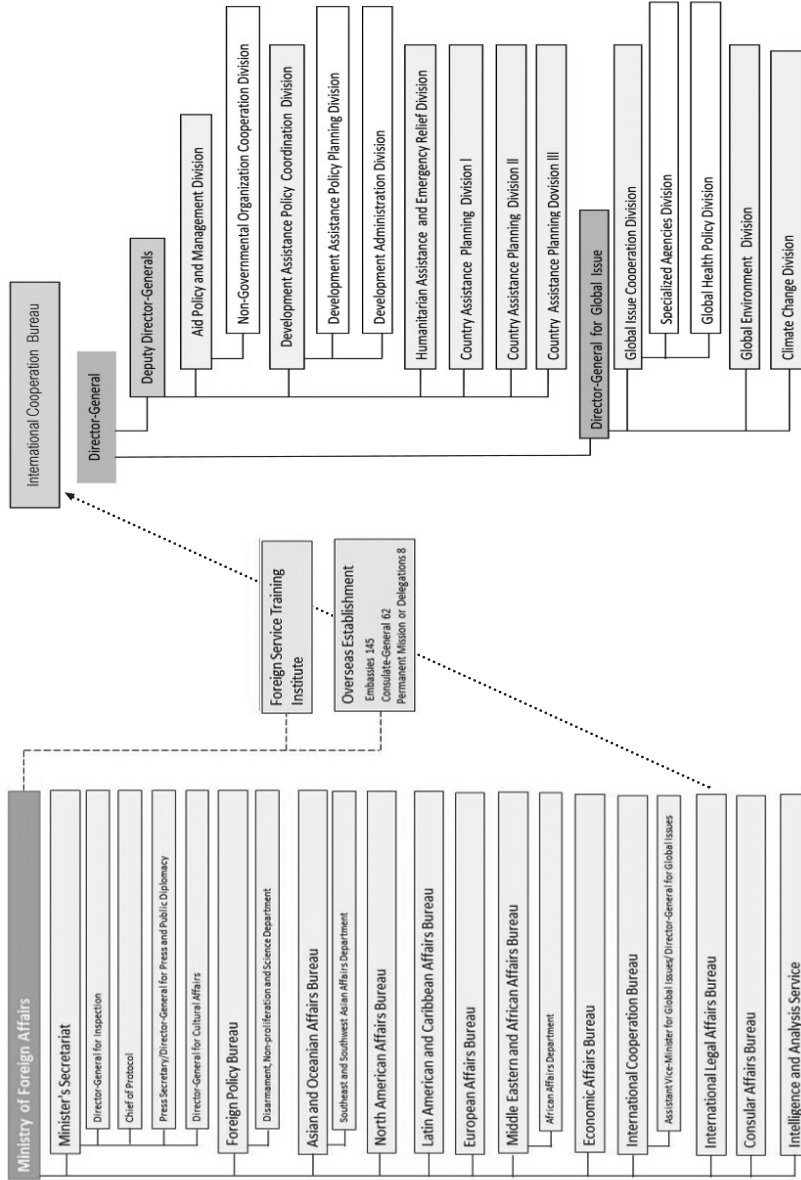 Ministry of Foreign Affairs
Minister's Secretariat
Director-General for Inspection
Chief of Protocol
Press Secretary/Director-General for Press and Public Diplomacy
Director-General for Cultural Affairs
Foreign Policy Bureau
Disarmament, Non-proliferation and Science Department
Asian and Oceanian Affairs Bureau
Southeast and Southwest Asian Affairs Department
North American Affairs Bureau
Latin American and Caribbean Affairs Bureau
European Affairs Bureau
Middle Eastern and African Affairs Bureau
African Affairs Department
Economic Affairs Bureau
International Cooperation Bureau
Assistant Vice-Minister for Global Issues/Director-General for Global Issues
International Legal Affairs Bureau
Consular Affairs Bureau
Intelligence and Analysis Service
Foreign Service Training
Institute
Overseas Establishment
Embassies 145
Consulate-General 62
Permanent Mission or Delegations 8
International Cooperation Bureau
Director-General
Deputy Director-Generals
Aid Policy and Management Division
Non-Governmental Organization Cooperation Division
Development Assistance Policy Coordination Division
Development Assistance Policy Planning Division
Development Administration Division
Humanitarian Assistance and Emergency Relief Division
Country Assistance Planning Division I
Country Assistance Planning Division II
Country Assistance Planning Dovision III
Director-General for Global Issue
Global Issue Cooperation Division
Specialized Agencies Division
Global Health Policy Division
Global Environment Division
Climate Change Division